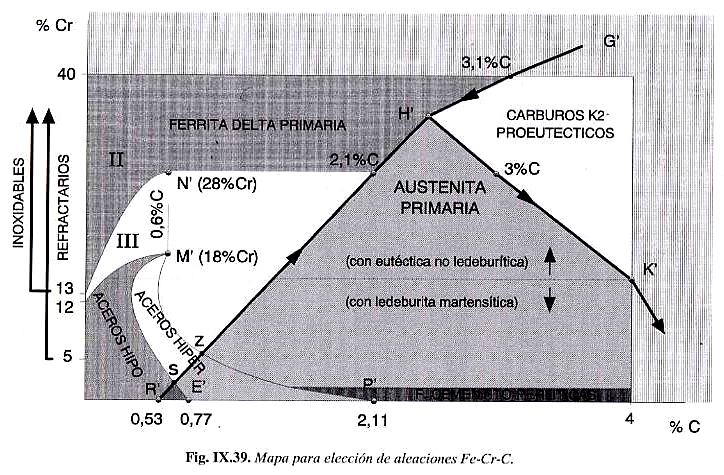 % Cr
G'
40
3,1%C
H'
CARBUROS K2-
PROEUTECTICOS
FERRITA DELTA PRIMARIA
II
2,1%C
3%C
N' (28%Cr)
AUSTENITA
PRIMARIA
INOXIDABLES
REFRACTARIOS
0,6%C
III
M' (18%Cr)
(con eutéctica no ledeburítica)
K'
13
12
(con ledeburita martensítica)
ACEROS HIPO
ACEROS HIPER
Z
5
S
R'
E'
P'
0,53
0,77
2,11
4
% C
Fig. IX.39. Mapa para elección de aleaciones Fe-Cr-C.